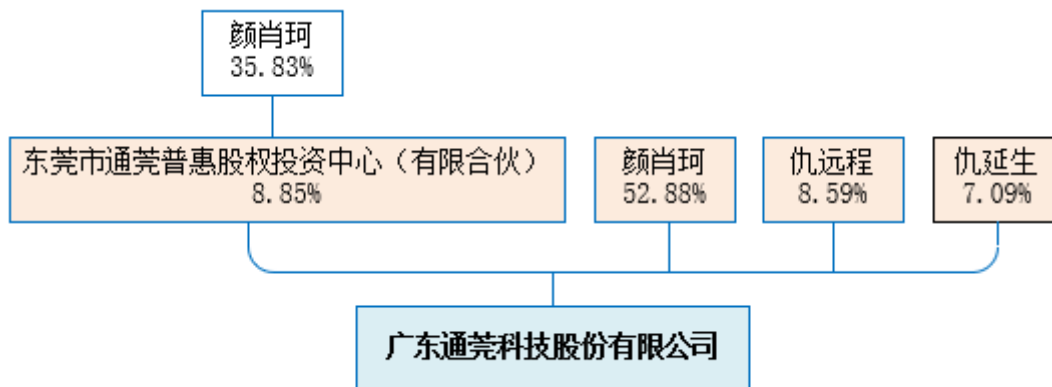 颜肖珂
35.83%
东莞市通莞普惠股权投资中心（有限合伙）
8.85%
颜肖珂
52.88%
仇远程
8.59%
仇延生
7.09%
广东通莞科技股份有限公司